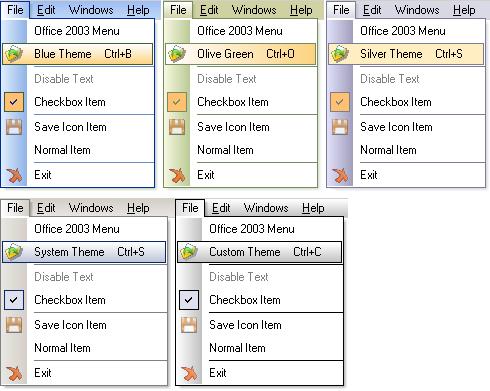 File Edit Windows Help
Office 2003 Menu
Blue Theme Ctrl+B
Disable Text
Checkbox Item
Save Icon Item
Normal Item
Exit
File Edit Windows Help
Office 2003 Menu
Olive Green Ctrl+O
Disable Text
Checkbox Item
Save Icon Item
Normal Item
Exit
File Edit Windows Help
Office 2003 Menu
Silver Theme Ctrl+S
Disable Text
Checkbox Item
Save Icon Item
Normal Item
Exit
File Edit Windows Help
Office 2003 Menu
System Theme Ctrl+S
Disable Text
Checkbox Item
Save Icon Item
Normal Item
Exit
File Edit Windows Help
Office 2003 Menu
Custom Theme Ctrl+C
Disable Text
Checkbox Item
Save Icon Item
Normal Item
Exit